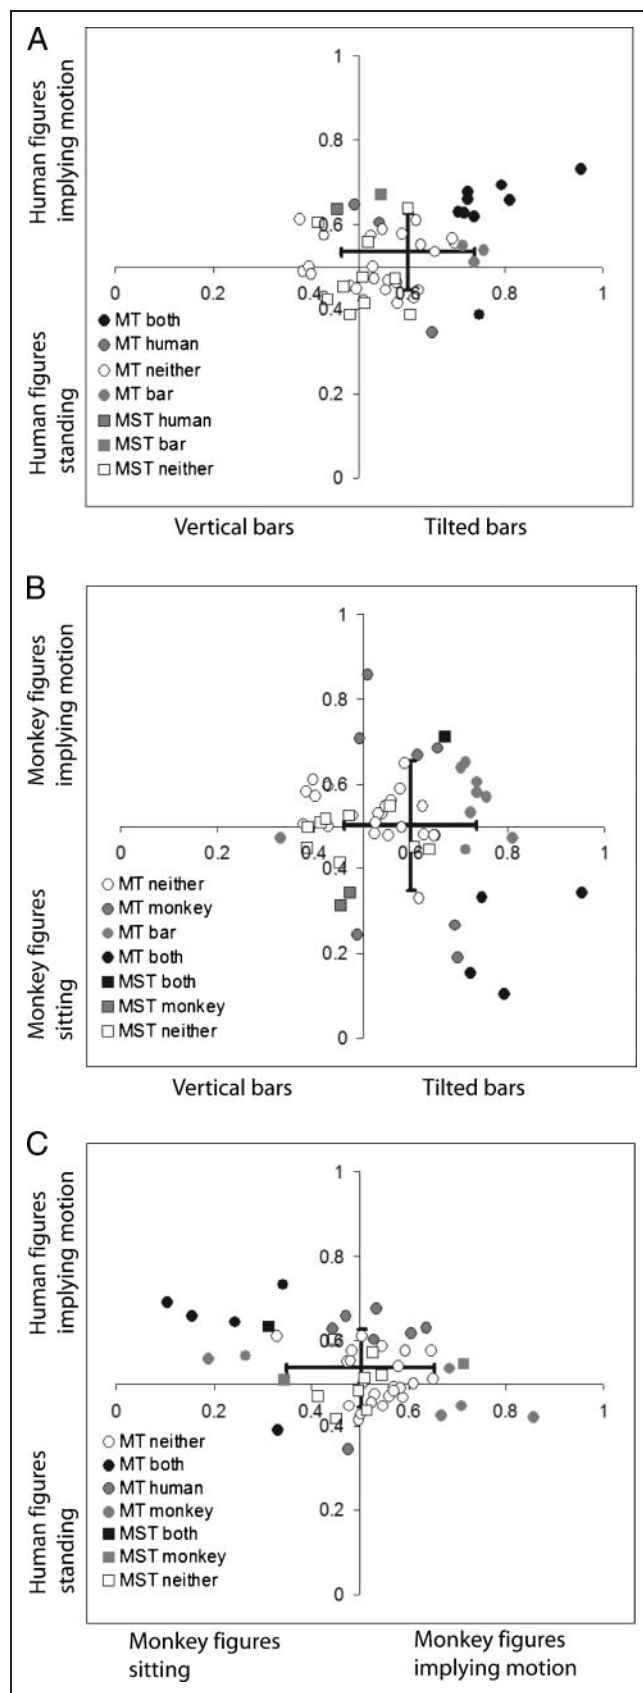 A
Human figures
implying motion
Human figures
standing
1
0.8
0.6
0.4
0.2
0
0 0.2 0.4 0.6 0.8 1
MT both
MT human
MT neither
MT bar
MST human
MST bar
MST neither
Vertical bars Tilted bars
B
Monkey figures
implying motion
Monkey figures
sitting
1
0.8
0.6
0.4
0.2
0
0 0.2 0.4 0.6 0.8 1
MT neither
MT monkey
MT bar
MT both
MST both
MST monkey
MST neither
Vertical bars Tilted bars
C
Human figures
implying motion
Human figures
standing
1
0.8
0.6
0.4
0.2
0
0 0.2 0.4 0.6 0.8 1
MT neither
MT both
MT human
MT monkey
MST both
MST monkey
MST neither
Monkey figures
sitting
Monkey figures
implying motion